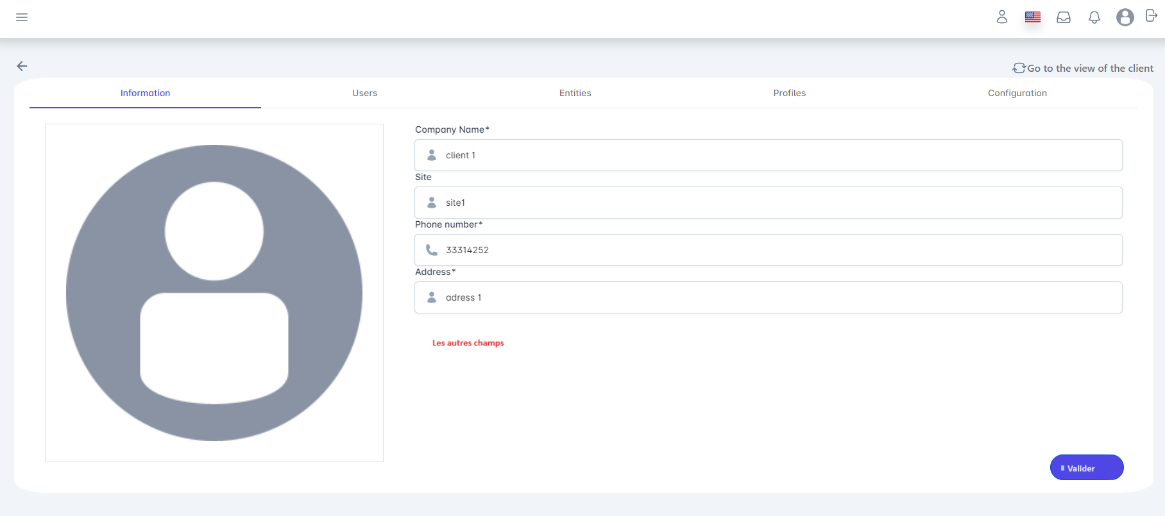 Go to the view of the client
Information Users Entities Profiles Configuration
Company Name*
client 1
Site
site1
Phone number*
33314252
Address*
adress 1
Les autres champs
Valider